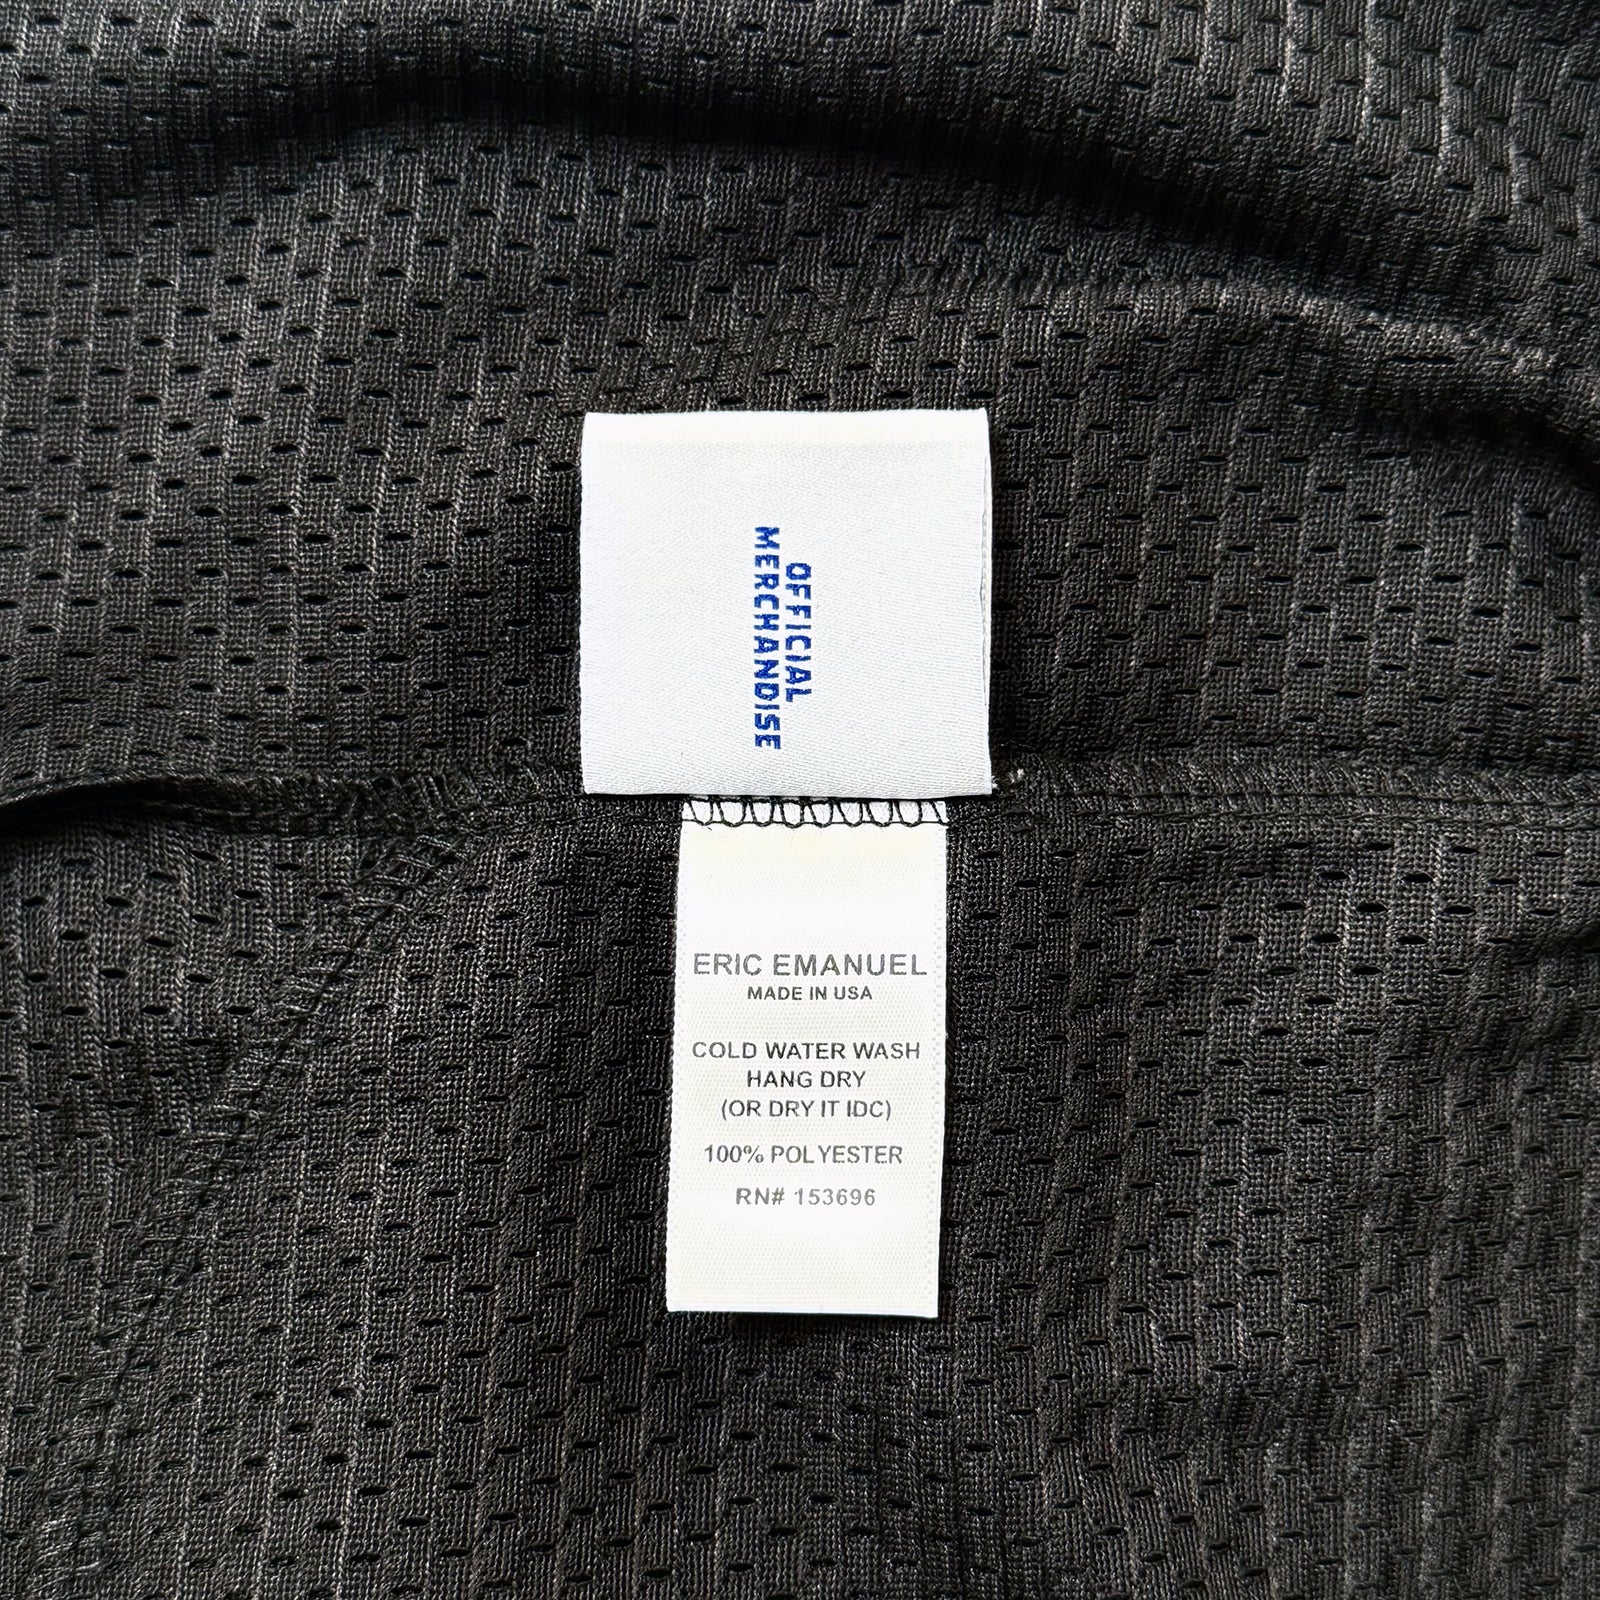 OFFICIAL
MERCHANDISE
ERIC EMANUEL
MADE IN USA
COLD WATER WASH
HANG DRY
(OR DRY IT IDC)
100% POLYESTER
RN# 153696